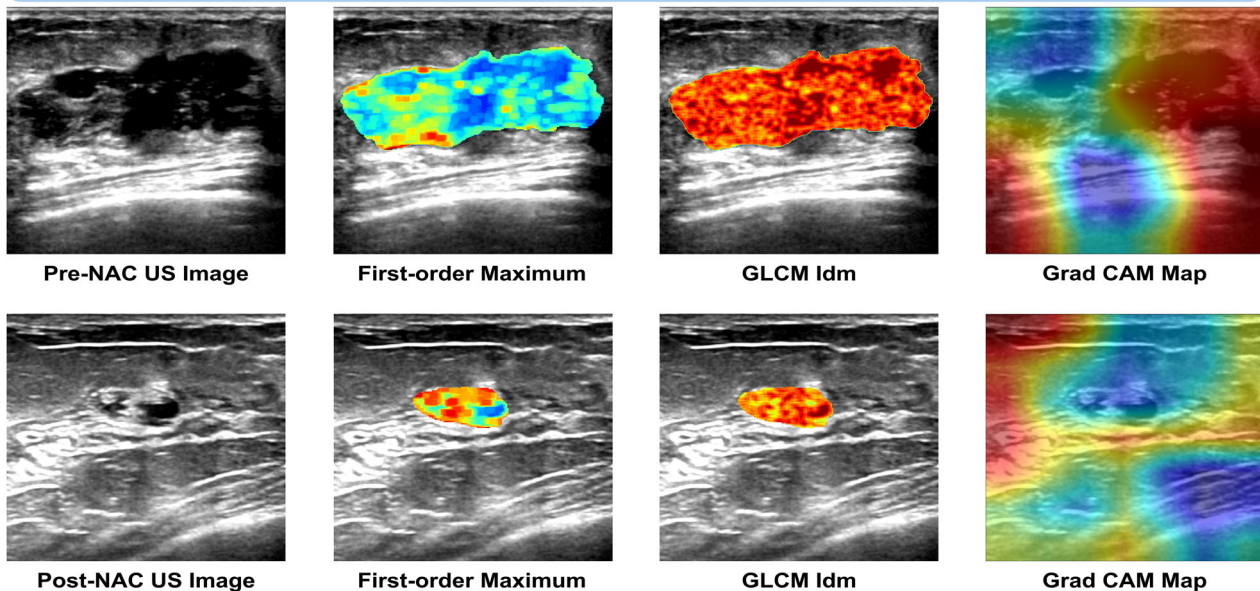 Pre-NAC US Image
First-order Maximum
GLCM Idm
Grad CAM Map
Post-NAC US Image
First-order Maximum
GLCM Idm
Grad CAM Map